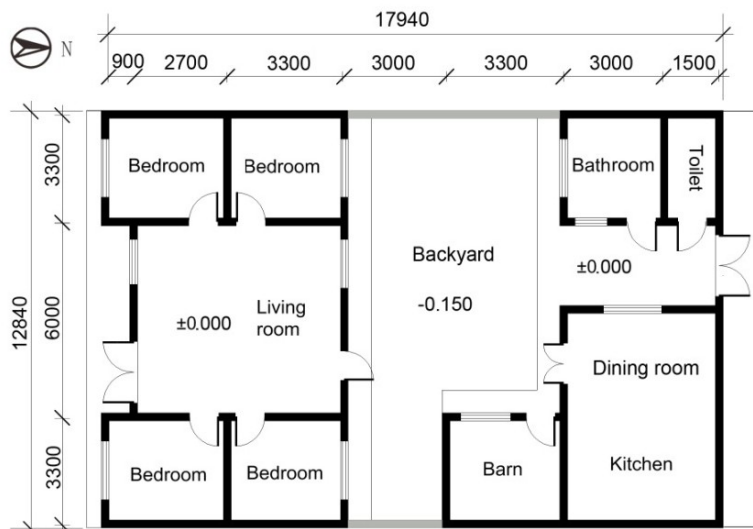 17940
N
900 2700 3300 3000 3300 3000 1500
3300
6000
3300
12840
Bedroom
Bedroom
Bathroom
Toilet
Backyard
-0.150
±0.000
±0.000
Living
room
Dining room
Kitchen
Bedroom
Bedroom
Barn